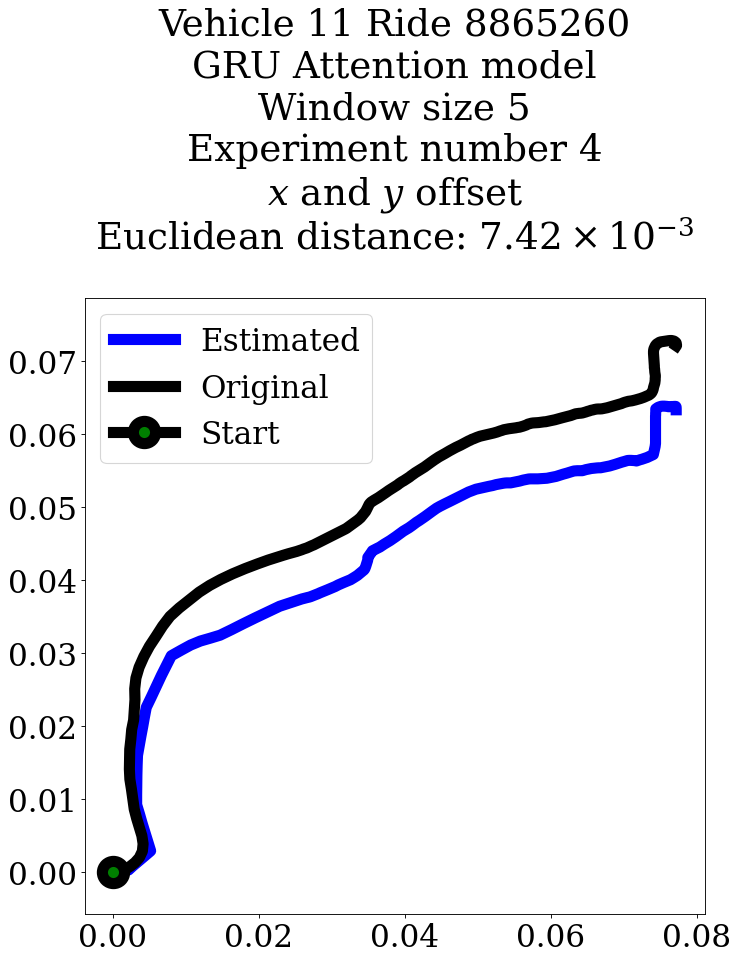 Vehicle 11 Ride 8865260
GRU Attention model
Window size 5
Experiment number 4
x and y offset
Euclidean distance: 7.42 × 10⁻³
Estimated
Original
Start
0.07
0.06
0.05
0.04
0.03
0.02
0.01
0.00
0.00 0.02 0.04 0.06 0.08